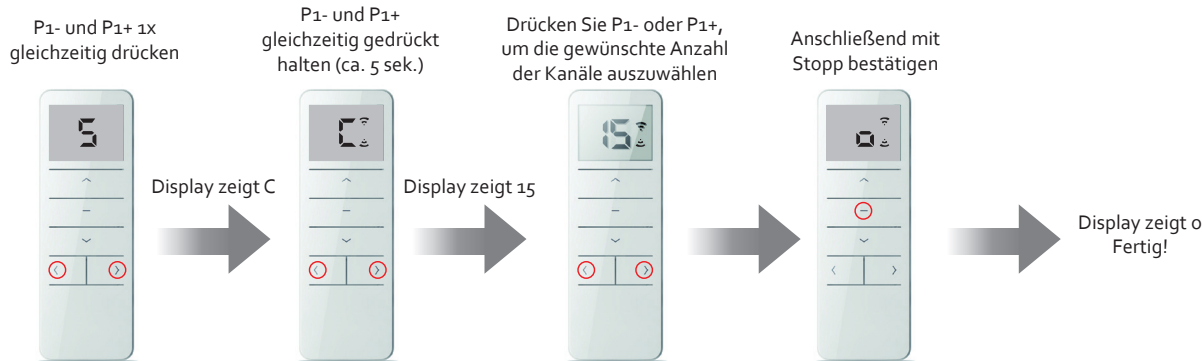 P1- und P1+ 1x
gleichzeitig drücken
5
Display zeigt C
P1- und P1+
gleichzeitig gedrückt
halten (ca. 5 sek.)
C
Display zeigt 15
Drücken Sie P1- oder P1+,
um die gewünschte Anzahl
der Kanäle auszuwählen
15
Anschließend mit
Stopp bestätigen
o
Display zeigt o
Fertig!